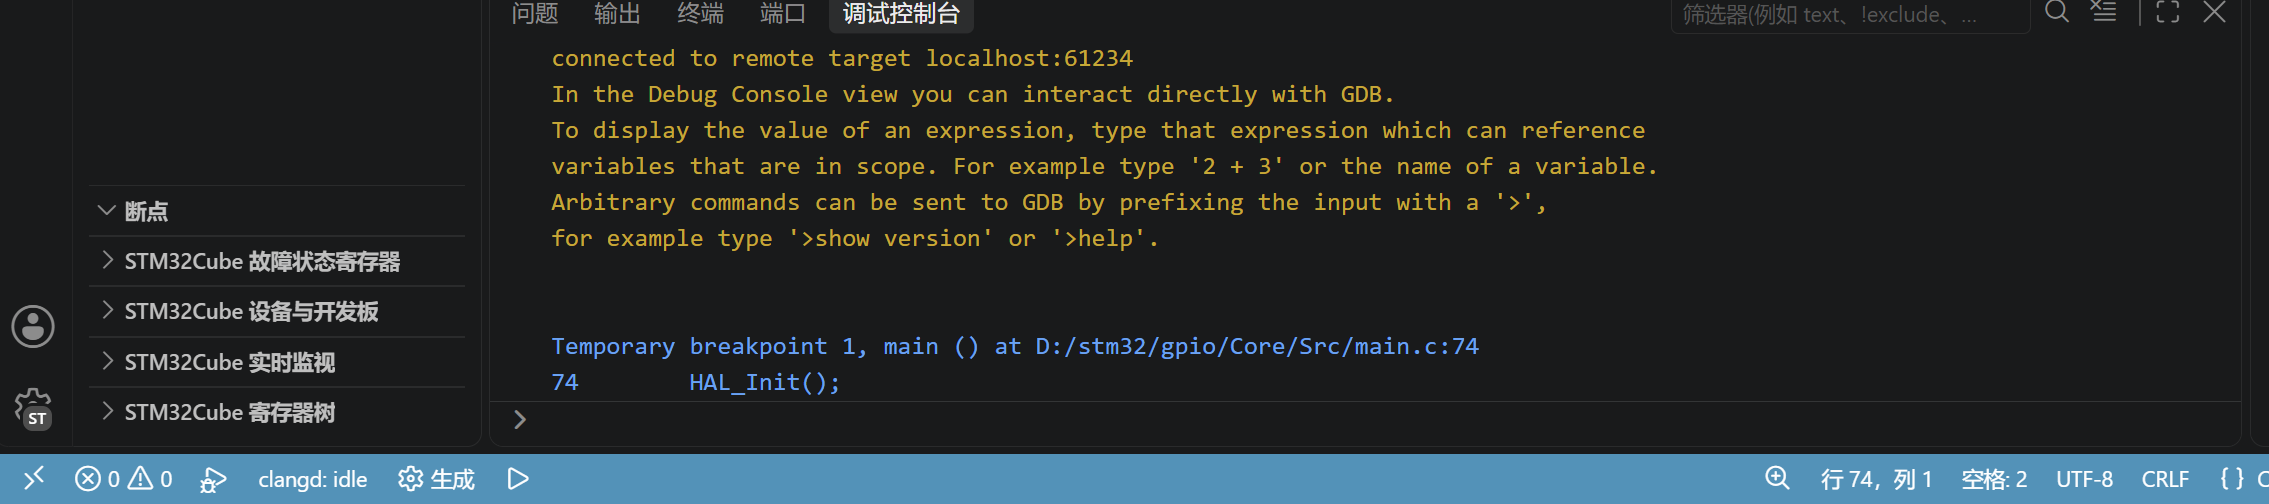 问题 输出 终端 端口 调试控制台
筛选器(例如 text、!exclude、...
connected to remote target localhost:61234
In the Debug Console view you can interact directly with GDB.
To display the value of an expression, type that expression which can reference
variables that are in scope. For example type '2 + 3' or the name of a variable.
Arbitrary commands can be sent to GDB by prefixing the input with a '>',
for example type '>show version' or '>help'.
Temporary breakpoint 1, main () at D:/stm32/gpio/Core/Src/main.c:74
74 HAL_Init();
断点
STM32Cube 故障状态寄存器
STM32Cube 设备与开发板
STM32Cube 实时监视
STM32Cube 寄存器树
ST
0 0 clangd: idle 生成
行 74，列 1 空格: 2 UTF-8 CRLF {}